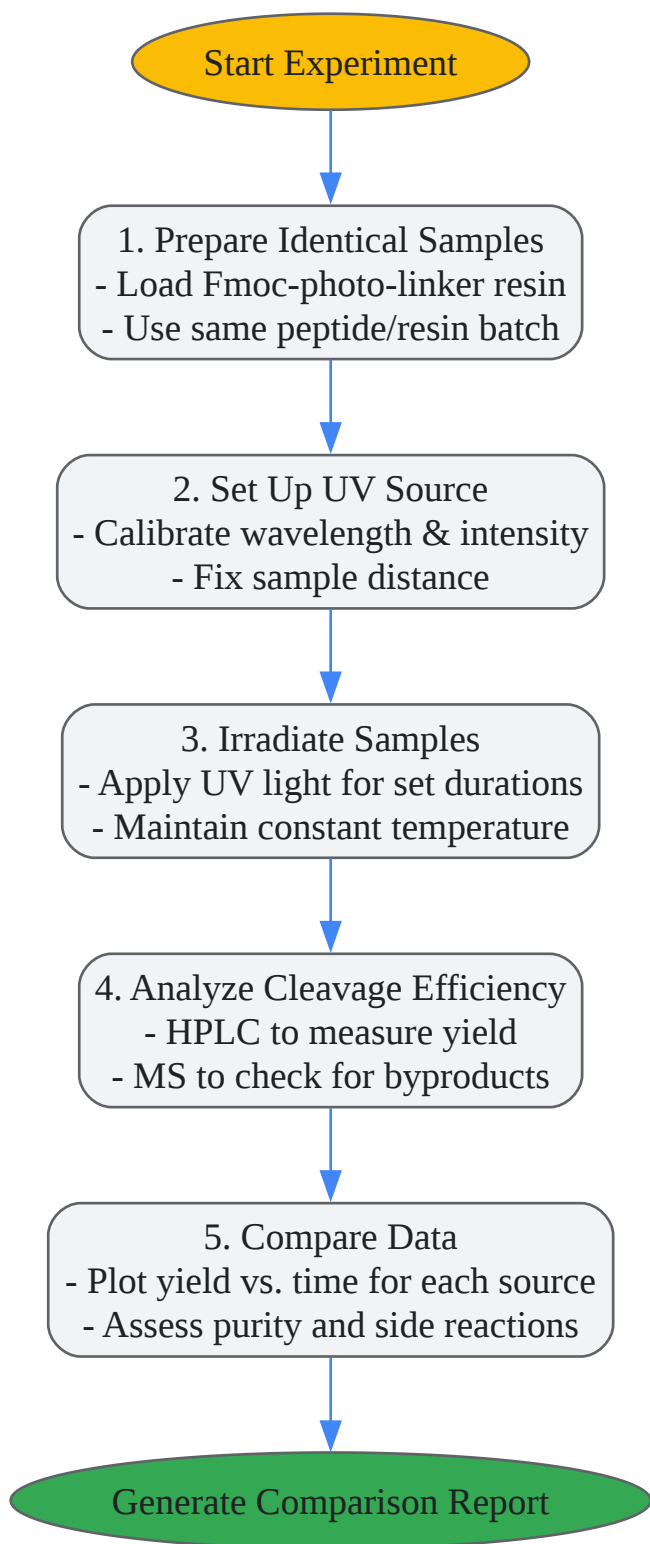 Start Experiment
1. Prepare Identical Samples
- Load Fmoc-photo-linker resin
- Use same peptide/resin batch
2. Set Up UV Source
- Calibrate wavelength & intensity
- Fix sample distance
3. Irradiate Samples
- Apply UV light for set durations
- Maintain constant temperature
4. Analyze Cleavage Efficiency
- HPLC to measure yield
- MS to check for byproducts
5. Compare Data
- Plot yield vs. time for each source
- Assess purity and side reactions
Generate Comparison Report